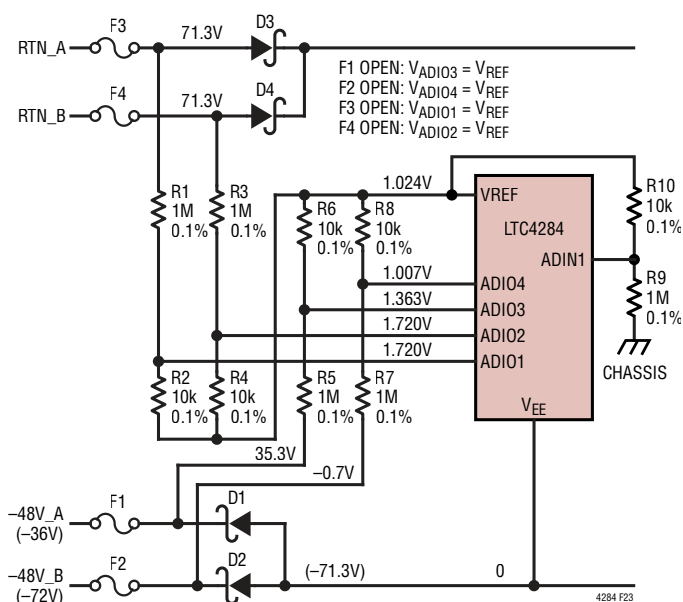 F3
D3
RTN_A
71.3V
F4
D4
RTN_B
71.3V
F1 OPEN: VADIO3 = VREF
F2 OPEN: VADIO4 = VREF
F3 OPEN: VADIO1 = VREF
F4 OPEN: VADIO2 = VREF
R1
1M
0.1%
R3
1M
0.1%
R6
10k
0.1%
R8
10k
0.1%
1.024V
VREF
LTC4284
ADIN1
R10
10k
0.1%
1.007V
ADIO4
1.363V
ADIO3
1.720V
ADIO2
1.720V
ADIO1
R9
1M
0.1%
CHASSIS
R2
10k
0.1%
R4
10k
0.1%
R5
1M
0.1%
R7
1M
0.1%
VEE
35.3V
–0.7V
–48V_A
(–36V)
F1
D1
–48V_B
(–72V)
F2
D2
(–71.3V)
0
4284 F23